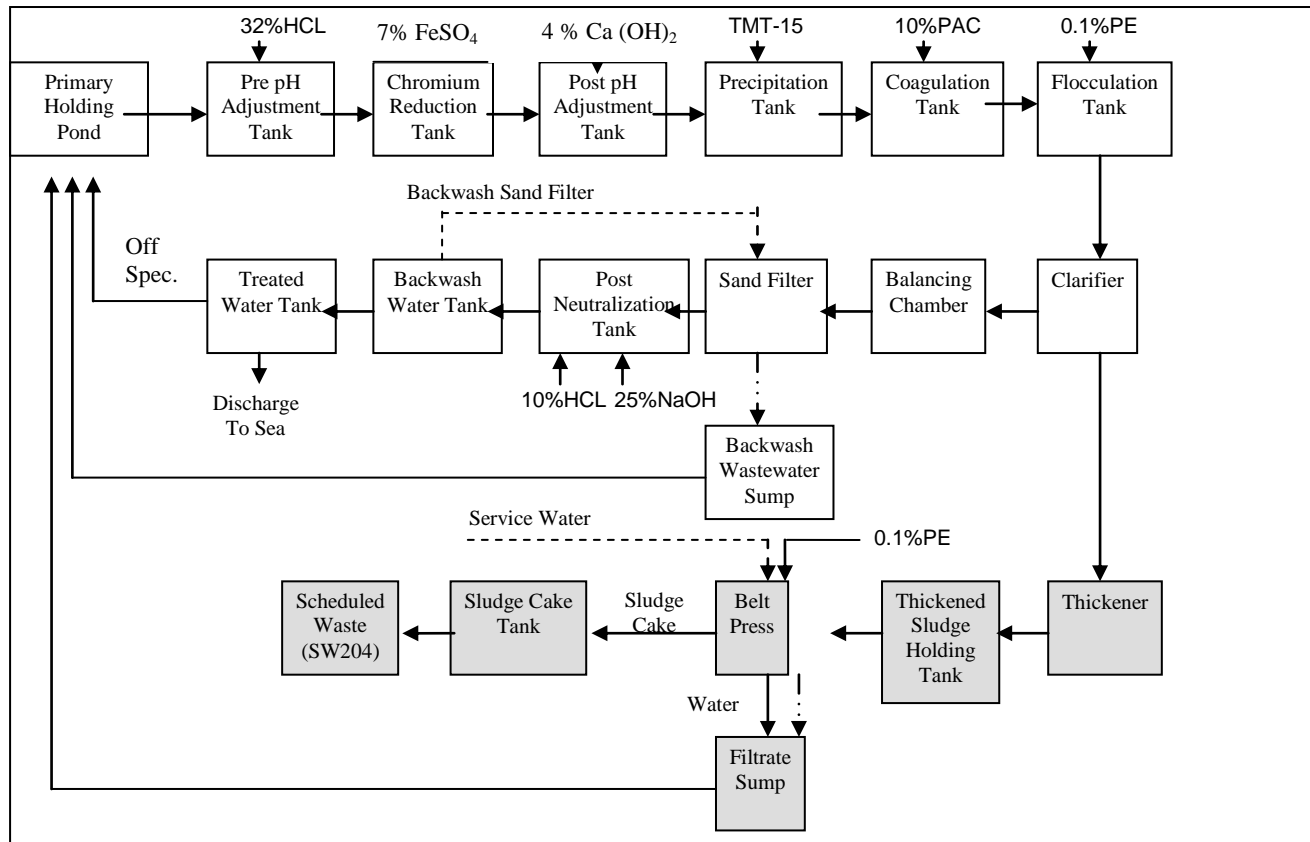 32%HCL
7% FeSO4
4 % Ca (OH)2
TMT-15
10%PAC
0.1%PE
Primary
Holding
Pond
Pre pH
Adjustment
Tank
Chromium
Reduction
Tank
Post pH
Adjustment
Tank
Precipitation
Tank
Coagulation
Tank
Flocculation
Tank
Backwash Sand Filter
Off
Spec.
Treated
Water Tank
Backwash
Water Tank
Post
Neutralization
Tank
Sand Filter
Balancing
Chamber
Clarifier
Discharge
To Sea
10%HCL 25%NaOH
Backwash
Wastewater
Sump
Service Water
0.1%PE
Scheduled
Waste
(SW204)
Sludge Cake
Tank
Sludge
Cake
Belt
Press
Thickened
Sludge
Holding
Tank
Thickener
Water
Filtrate
Sump